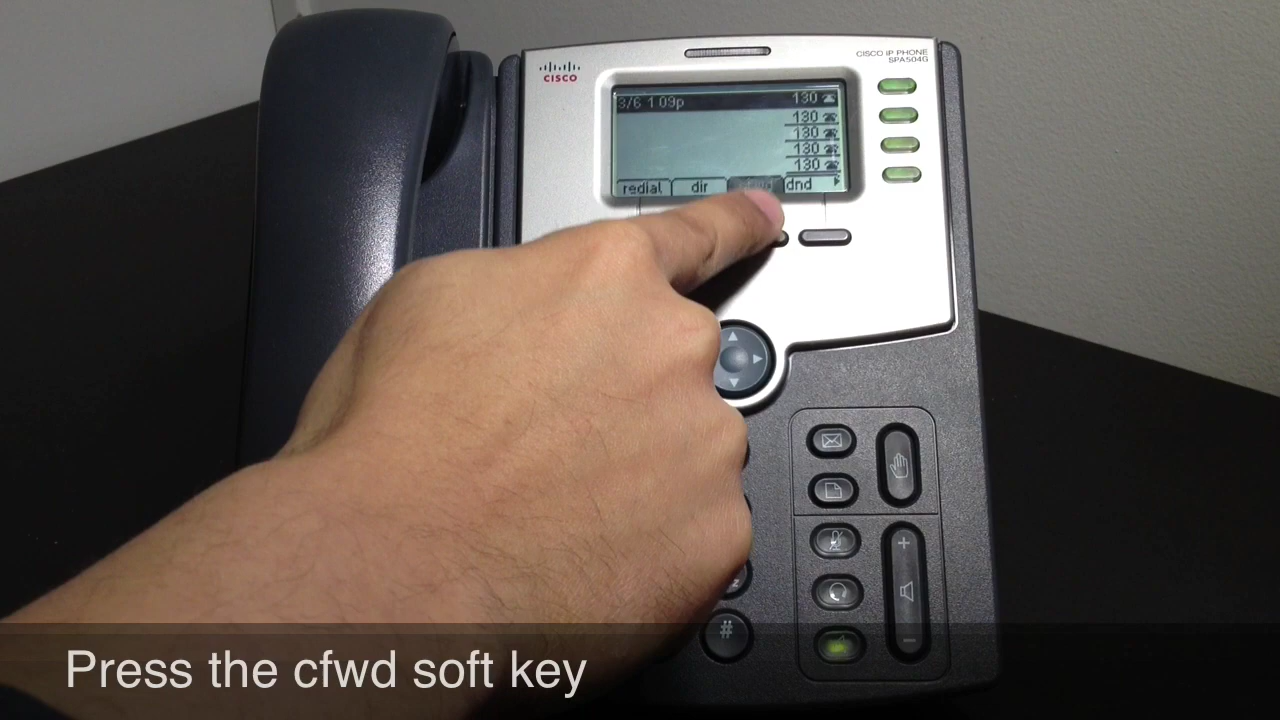 CISCO IP PHONE
SPA504G
CISCO
3/6 1 09p
130
130
130
130
130
redial
dir
dnd
+
-
#
Press the cfwd soft key